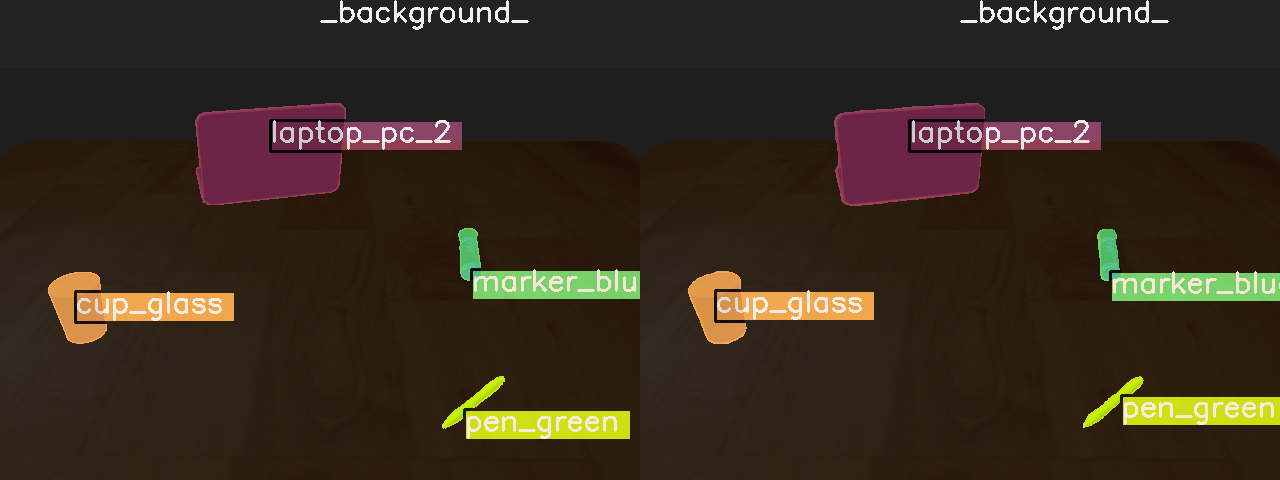 _background_ _background_
laptop_pc_2 laptop_pc_2
marker_blu marker_blu
cup_glass cup_glass
pen_green pen_green